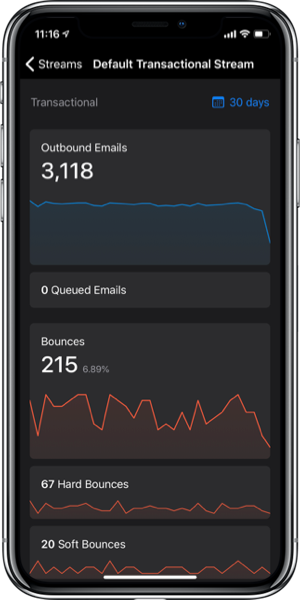 11:16
Streams Default Transactional Stream
Transactional 30 days
Outbound Emails
3,118
0 Queued Emails
Bounces
215 6.89%
67 Hard Bounces
20 Soft Bounces